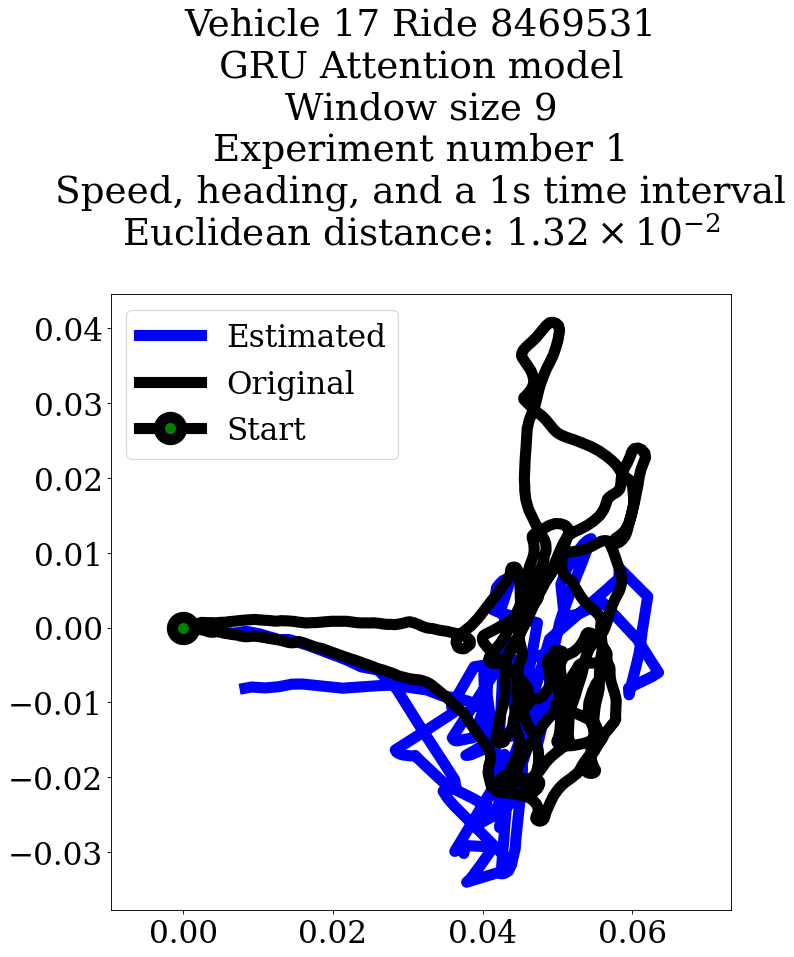 Vehicle 17 Ride 8469531
GRU Attention model
Window size 9
Experiment number 1
Speed, heading, and a 1s time interval
Euclidean distance: 1.32 × 10⁻²
Estimated
Original
Start
0.04
0.03
0.02
0.01
0.00
−0.01
−0.02
−0.03
0.00 0.02 0.04 0.06